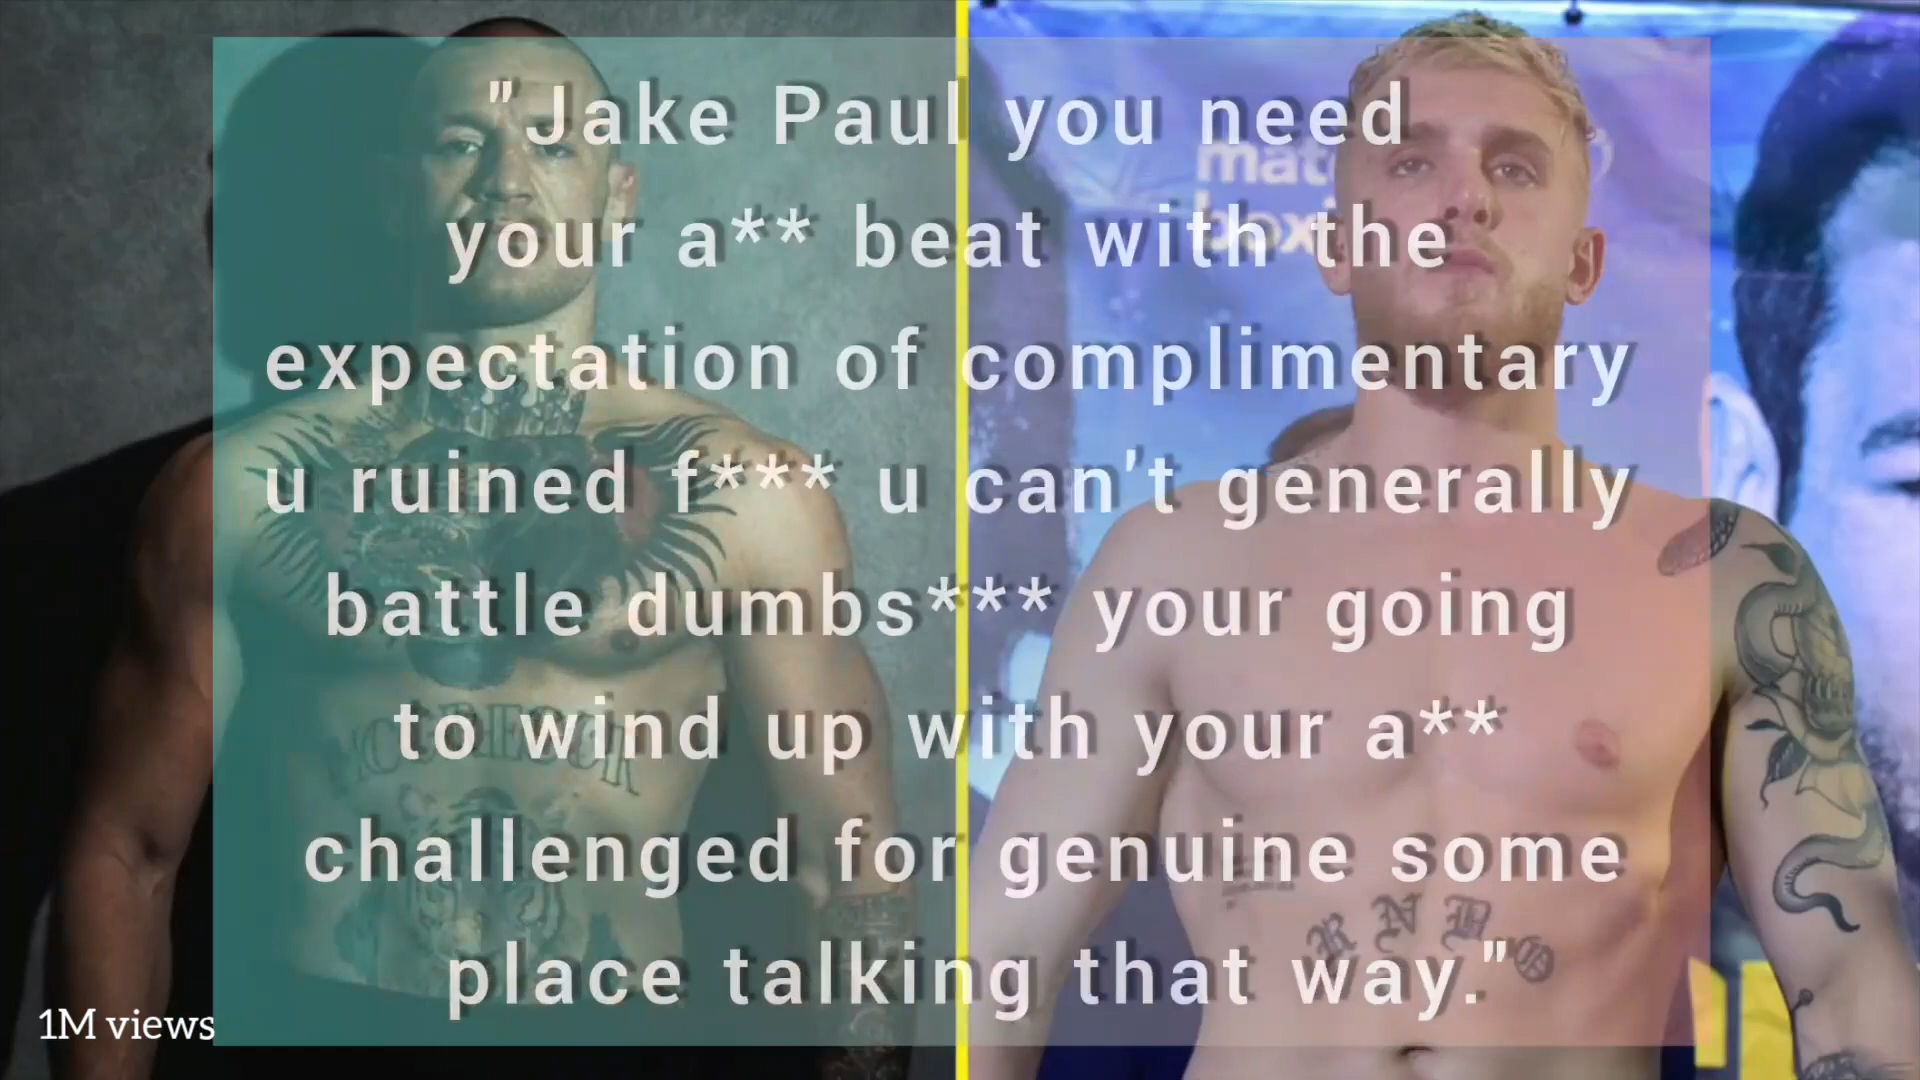 "Jake Paul you need
your a** beat with the
expectation of complimentary
u ruined f*** u can't generally
battle dumbs*** your going
to wind up with your a**
challenged for genuine some
place talking that way."
1M views
MCGREGOR